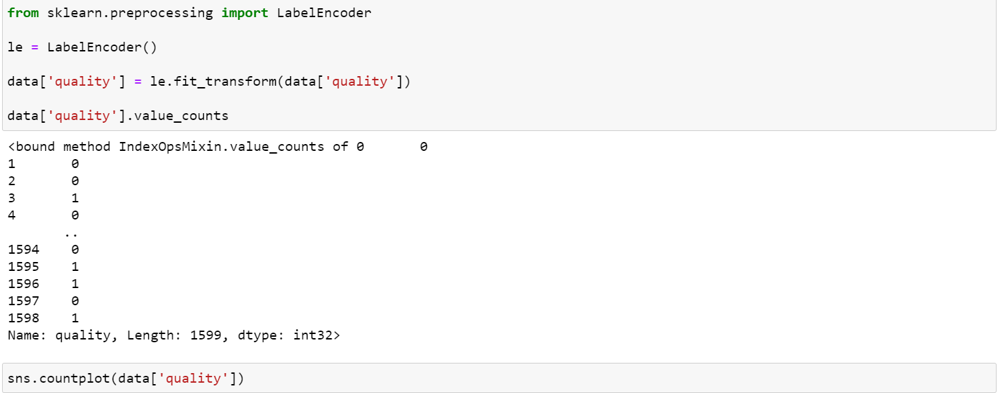 from sklearn.preprocessing import LabelEncoder
le = LabelEncoder()
data['quality'] = le.fit_transform(data['quality'])
data['quality'].value_counts
<bound method IndexOpsMixin.value_counts of 0       0
1       0
2       0
3       1
4       0
       ..
1594    0
1595    1
1596    1
1597    0
1598    1
Name: quality, Length: 1599, dtype: int32>
sns.countplot(data['quality'])